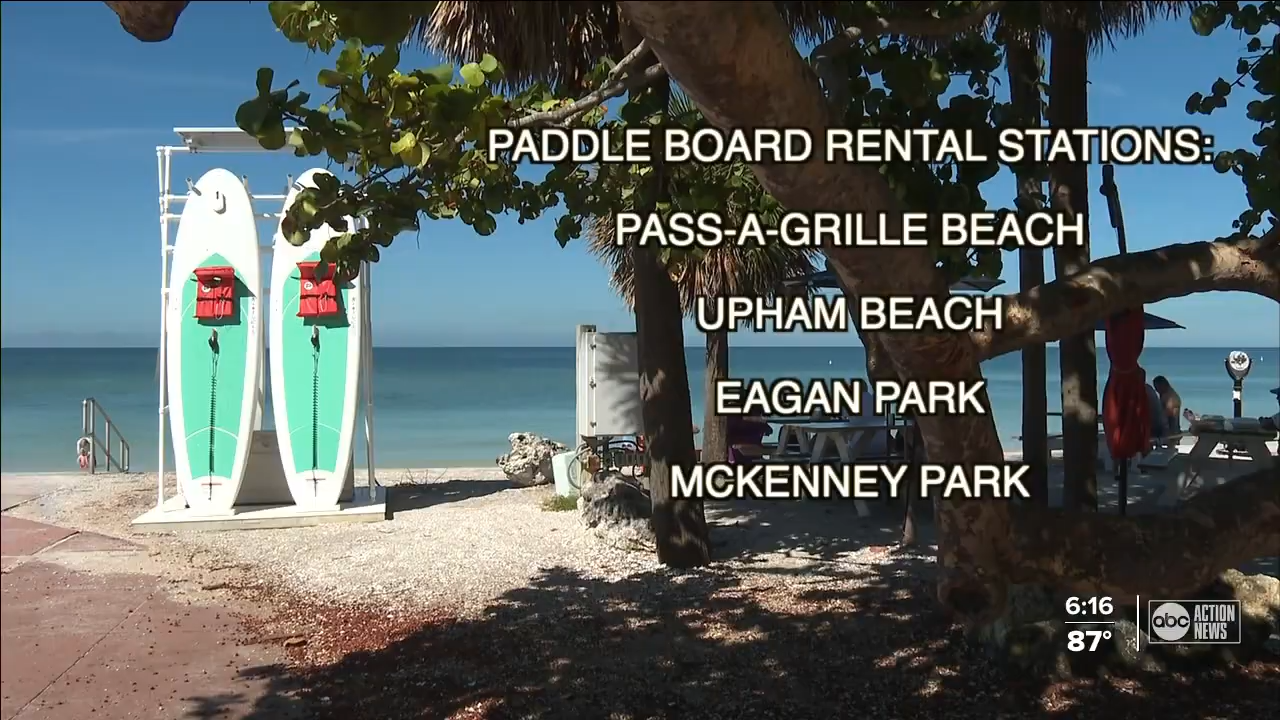 PADDLE BOARD RENTAL STATIONS:
PASS-A-GRILLE BEACH
UPHAM BEACH
EAGAN PARK
MCKENNEY PARK
6:16
87°
abc ACTION NEWS